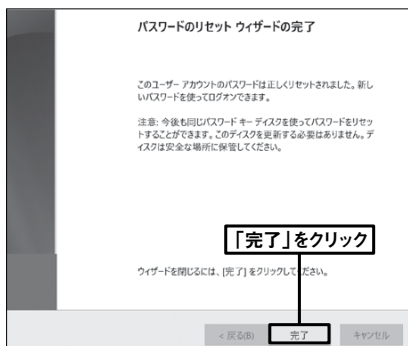 パスワードのリセット ウィザードの完了
このユーザー アカウントのパスワードは正しくリセットされました。新し
いパスワードを使ってログオンできます。
注意: 今後も同じパスワード キー ディスクを使ってパスワードをリセッ
トすることができます。このディスクを更新する必要はありません。デ
ィスクは安全な場所に保管してください。
「完了」をクリック
ウィザードを閉じるには、[完了] をクリックしてください。
< 戻る(B)
完了
キャンセル